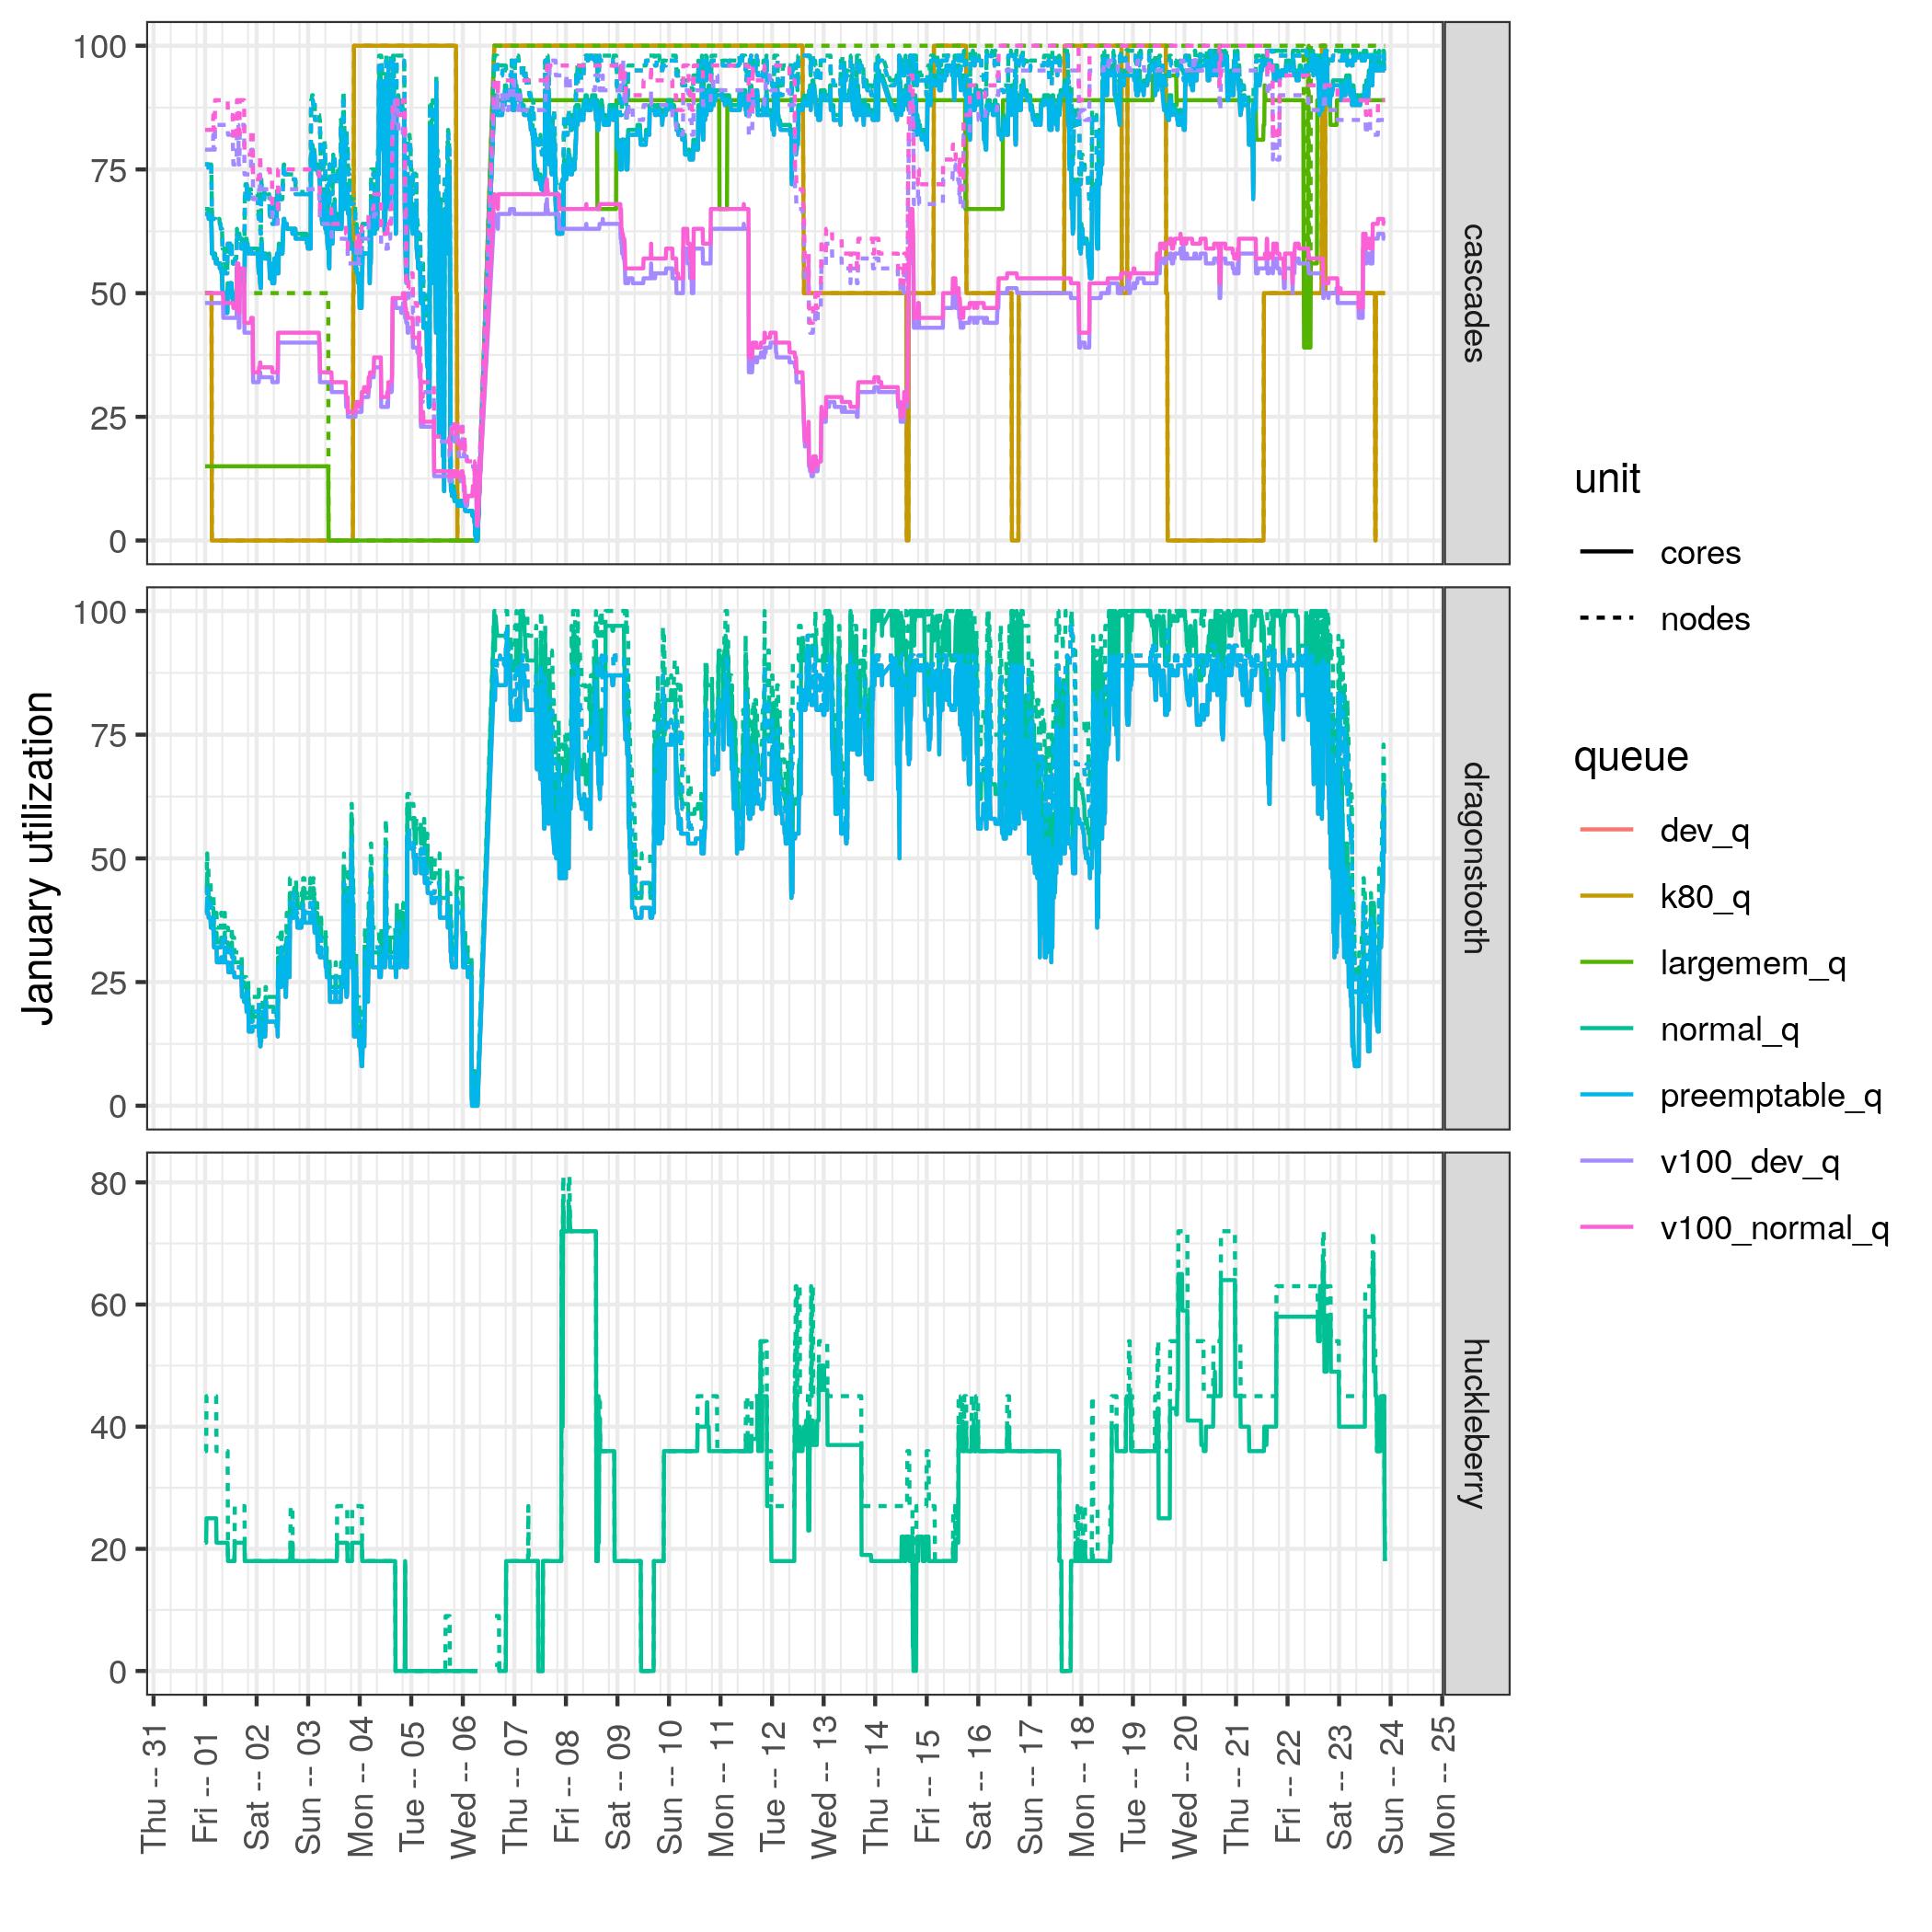 January utilization
100
75
50
25
0
cascades
100
75
50
25
0
dragonstooth
80
60
40
20
0
huckleberry
Thu -- 31
Fri -- 01
Sat -- 02
Sun -- 03
Mon -- 04
Tue -- 05
Wed -- 06
Thu -- 07
Fri -- 08
Sat -- 09
Sun -- 10
Mon -- 11
Tue -- 12
Wed -- 13
Thu -- 14
Fri -- 15
Sat -- 16
Sun -- 17
Mon -- 18
Tue -- 19
Wed -- 20
Thu -- 21
Fri -- 22
Sat -- 23
Sun -- 24
Mon -- 25
unit
cores
nodes
queue
dev_q
k80_q
largemem_q
normal_q
preemptable_q
v100_dev_q
v100_normal_q